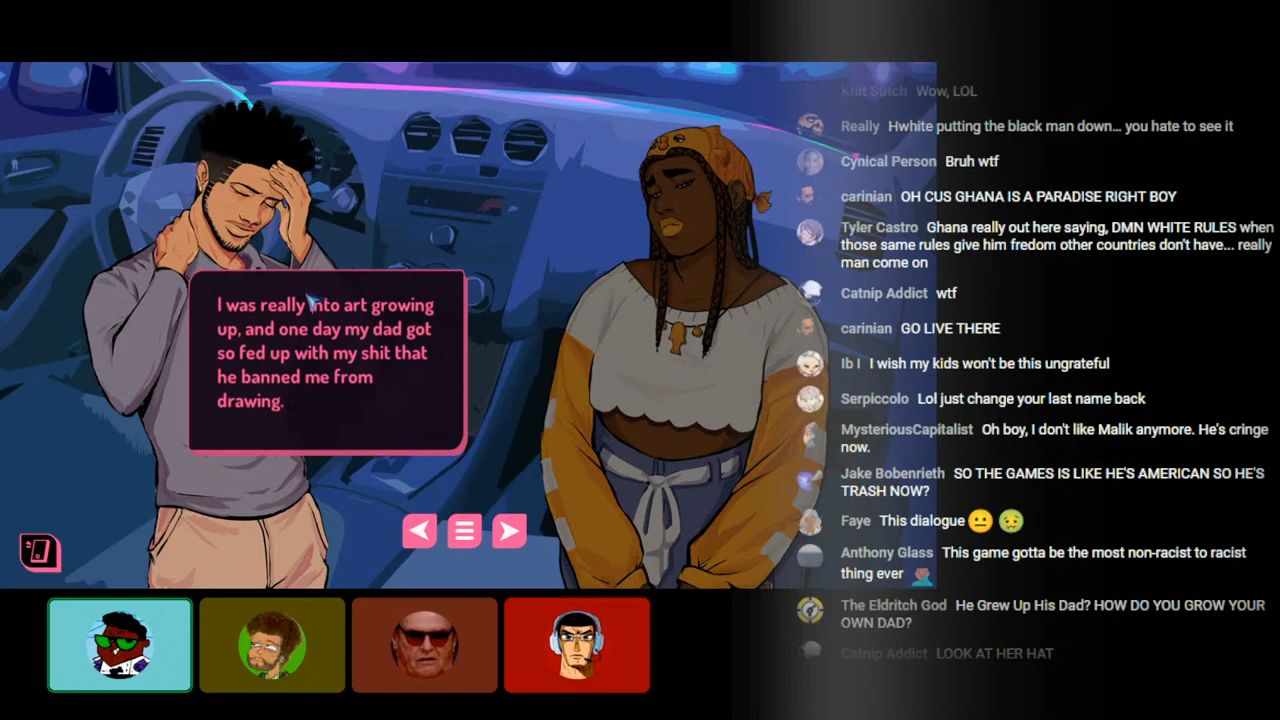 I was really into art growing
up, and one day my dad got
so fed up with my shit that
he banned me from
drawing.
Knit Stitch Wow, LOL
Really Hwhite putting the black man down... you hate to see it
Cynical Person Bruh wtf
carinian OH CUS GHANA IS A PARADISE RIGHT BOY
Tyler Castro Ghana really out here saying, DMN WHITE RULES when
those same rules give him fredom other countries don't have... really
man come on
Catnip Addict wtf
carinian GO LIVE THERE
Ib I I wish my kids won't be this ungrateful
Serpiccolo Lol just change your last name back
MysteriousCapitalist Oh boy, I don't like Malik anymore. He's cringe
now.
Jake Bobenrieth SO THE GAMES IS LIKE HE'S AMERICAN SO HE'S
TRASH NOW?
Faye This dialogue 😐 🤢
Anthony Glass This game gotta be the most non-racist to racist
thing ever
The Eldritch God He Grew Up His Dad? HOW DO YOU GROW YOUR
OWN DAD?
Catnip Addict LOOK AT HER HAT